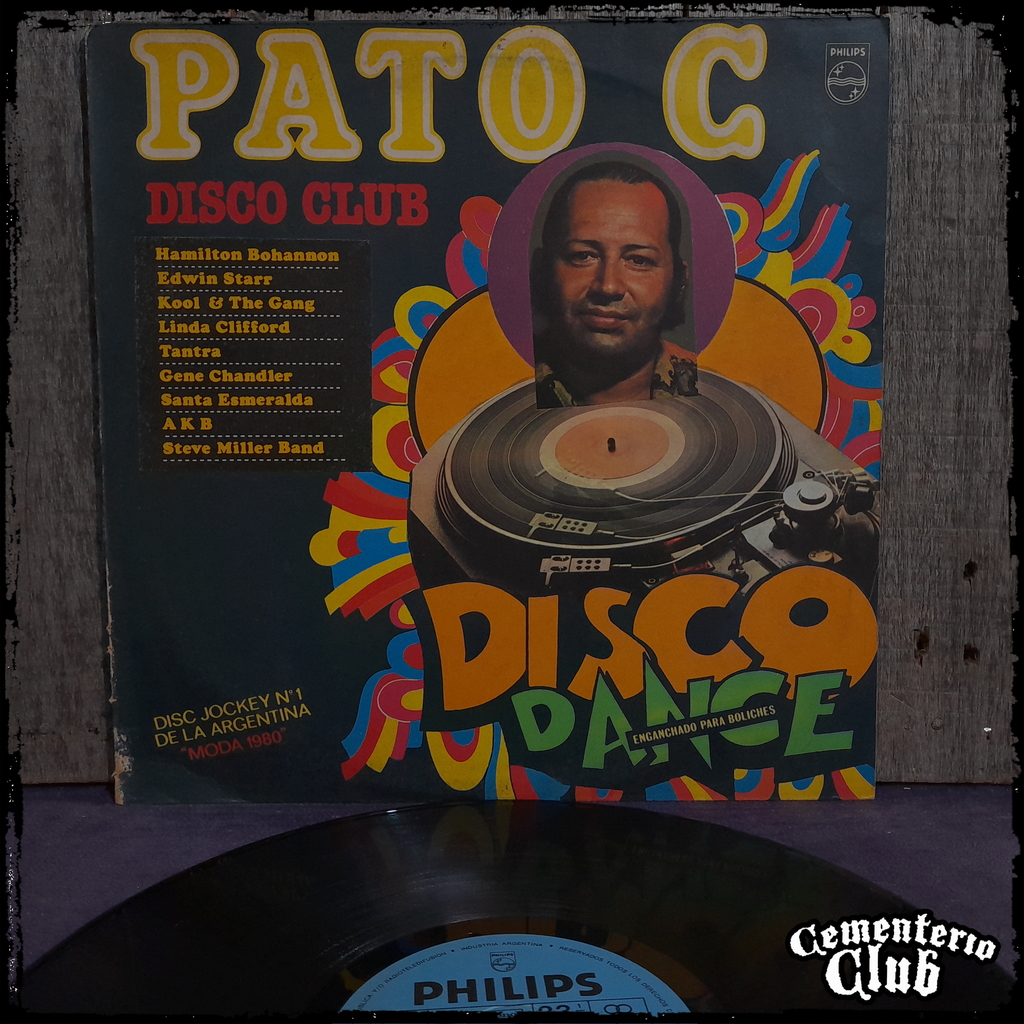 PATO C
PHILIPS
DISCO CLUB
Hamilton Bohannon
Edwin Starr
Kool & The Gang
Linda Clifford
Tantra
Gene Chandler
Santa Esmeralda
A K B
Steve Miller Band
DISCO
DANCE
ENGANCHADO PARA BOLICHES
DISC JOCKEY Nº1
DE LA ARGENTINA
"MODA 1980"
INDUSTRIA ARGENTINA • RESERVADOS TODOS LOS DERECHOS
PHILIPS
Cementerio
Club